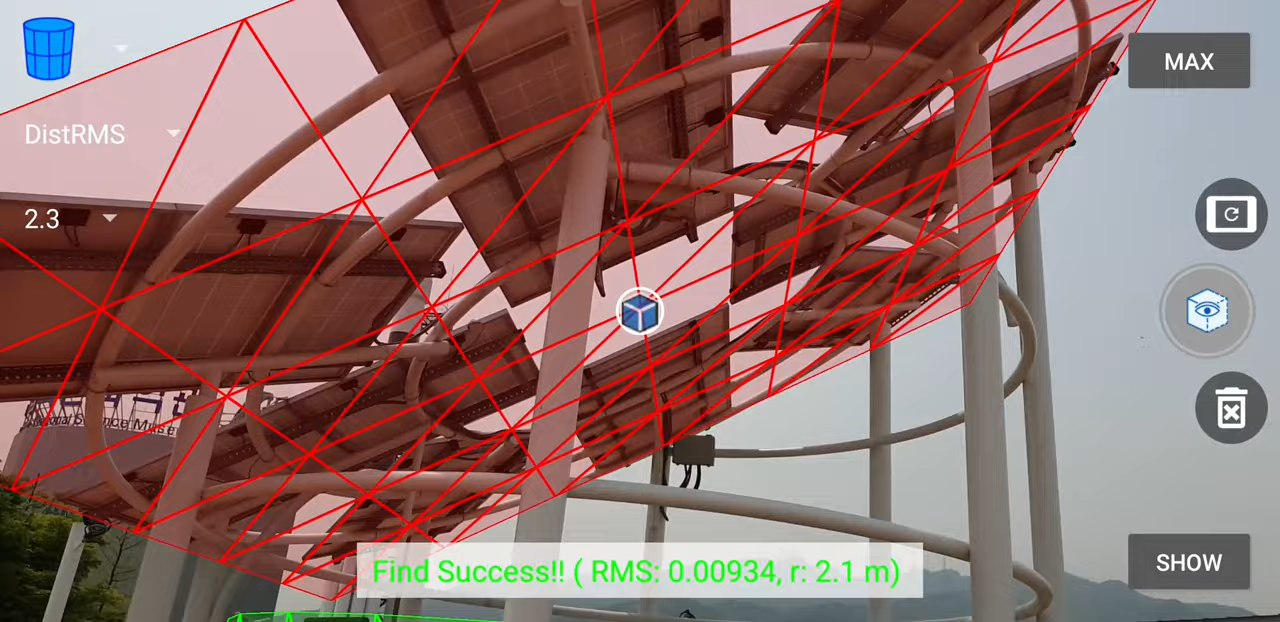 MAX
DistRMS
2.3
Find Success!! ( RMS: 0.00934, r: 2.1 m)
SHOW